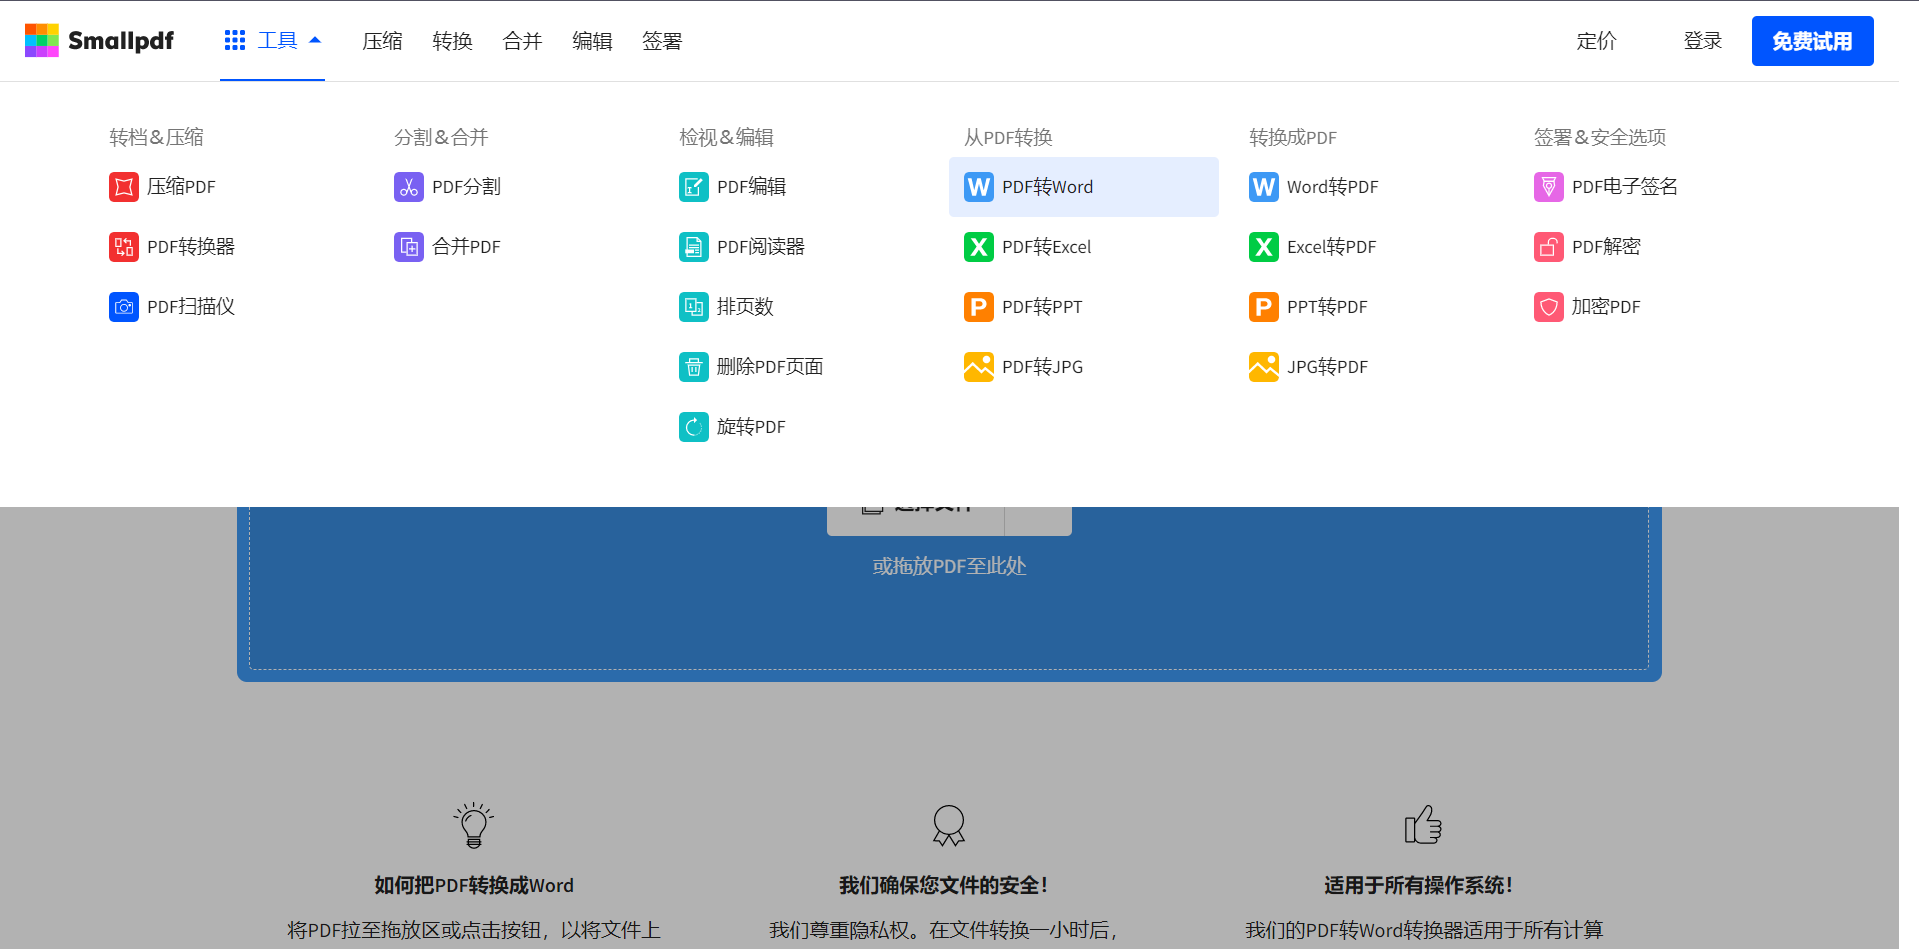 Smallpdf 工具 压缩 转换 合并 编辑 签署 定价 登录 免费试用
转档&压缩
压缩PDF
PDF转换器
PDF扫描仪
分割&合并
PDF分割
合并PDF
检视&编辑
PDF编辑
PDF阅读器
排页数
删除PDF页面
旋转PDF
从PDF转换
PDF转Word
PDF转Excel
PDF转PPT
PDF转JPG
转换成PDF
Word转PDF
Excel转PDF
PPT转PDF
JPG转PDF
签署&安全选项
PDF电子签名
PDF解密
加密PDF
或拖放PDF至此处
如何把PDF转换成Word
将PDF拉至拖放区或点击按钮，以将文件上
我们确保您文件的安全！
我们尊重隐私权。在文件转换一小时后，
适用于所有操作系统！
我们的PDF转Word转换器适用于所有计算